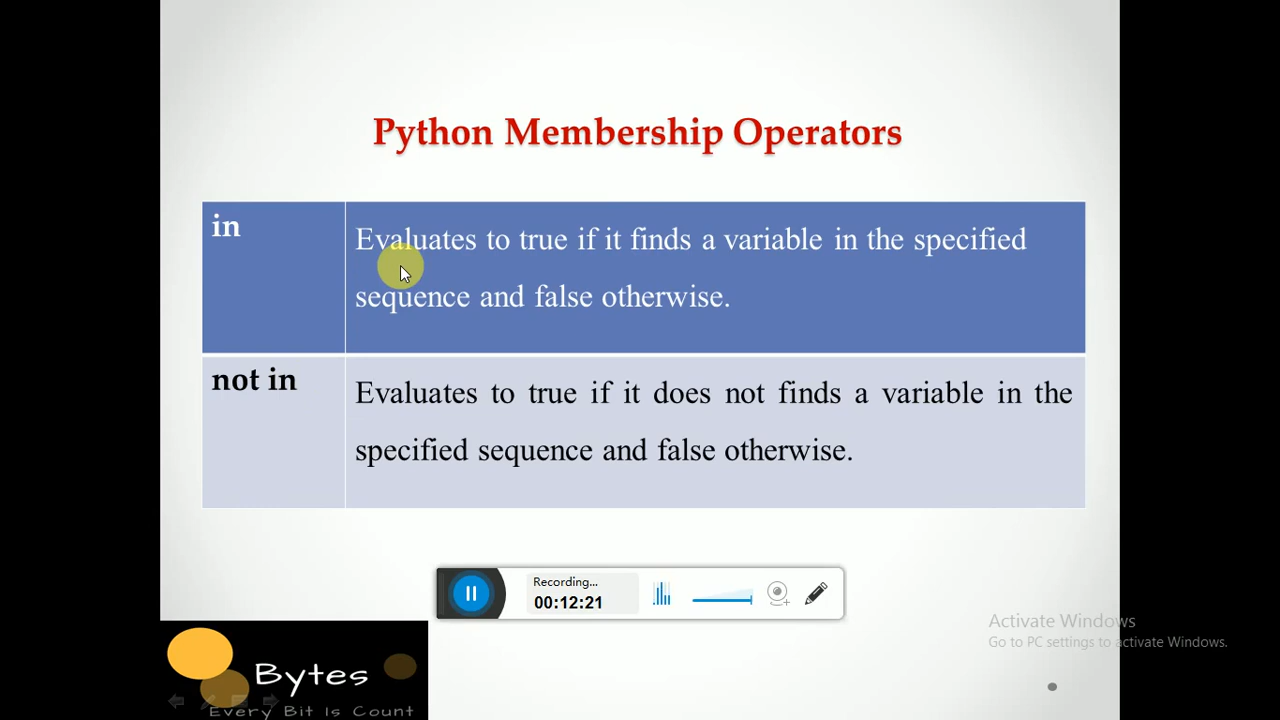 Python Membership Operators
in
Evaluates to true if it finds a variable in the specified
sequence and false otherwise.
not in
Evaluates to true if it does not finds a variable in the
specified sequence and false otherwise.
Recording...
00:12:21
Activate Windows
Go to PC settings to activate Windows.
Bytes
Every Bit Is Count